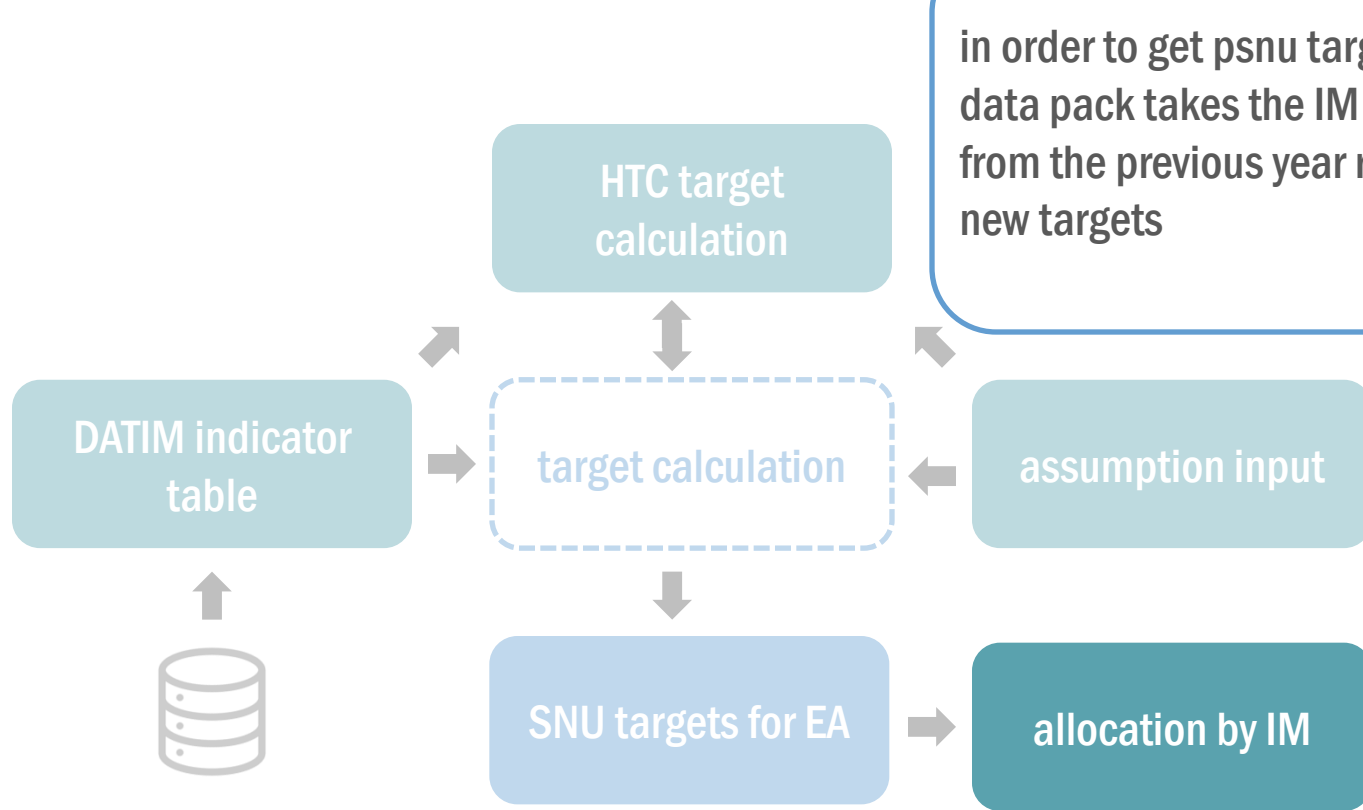 in order to get psnu
data pack takes the IM
from the previous year
new targets
HTC target
calculation
DATIM indicator
table
target calculation
assumption input
SNU targets for EA
allocation by IM